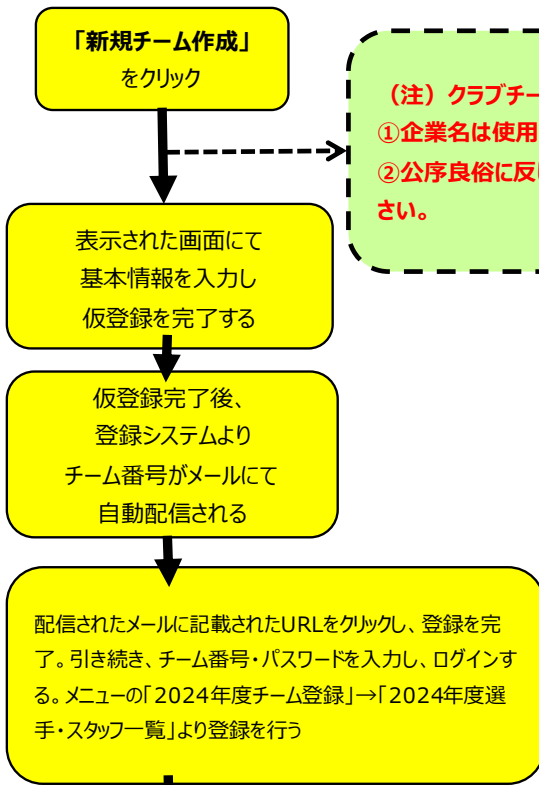 「新規チーム作成」
をクリック
(注)クラブチー
①企業名は使用
②公序良俗に反
さい。
表示された画面にて
基本情報を入力し
仮登録を完了する
仮登録完了後、
登録システムより
チーム番号がメールにて
自動配信される
配信されたメールに記載されたURLをクリックし、登録を完
了。引き続き、チーム番号・パスワードを入力し、ログインす
る。メニューの「2024年度チーム登録」→「2024年度選
手・スタッフ一覧」より登録を行う